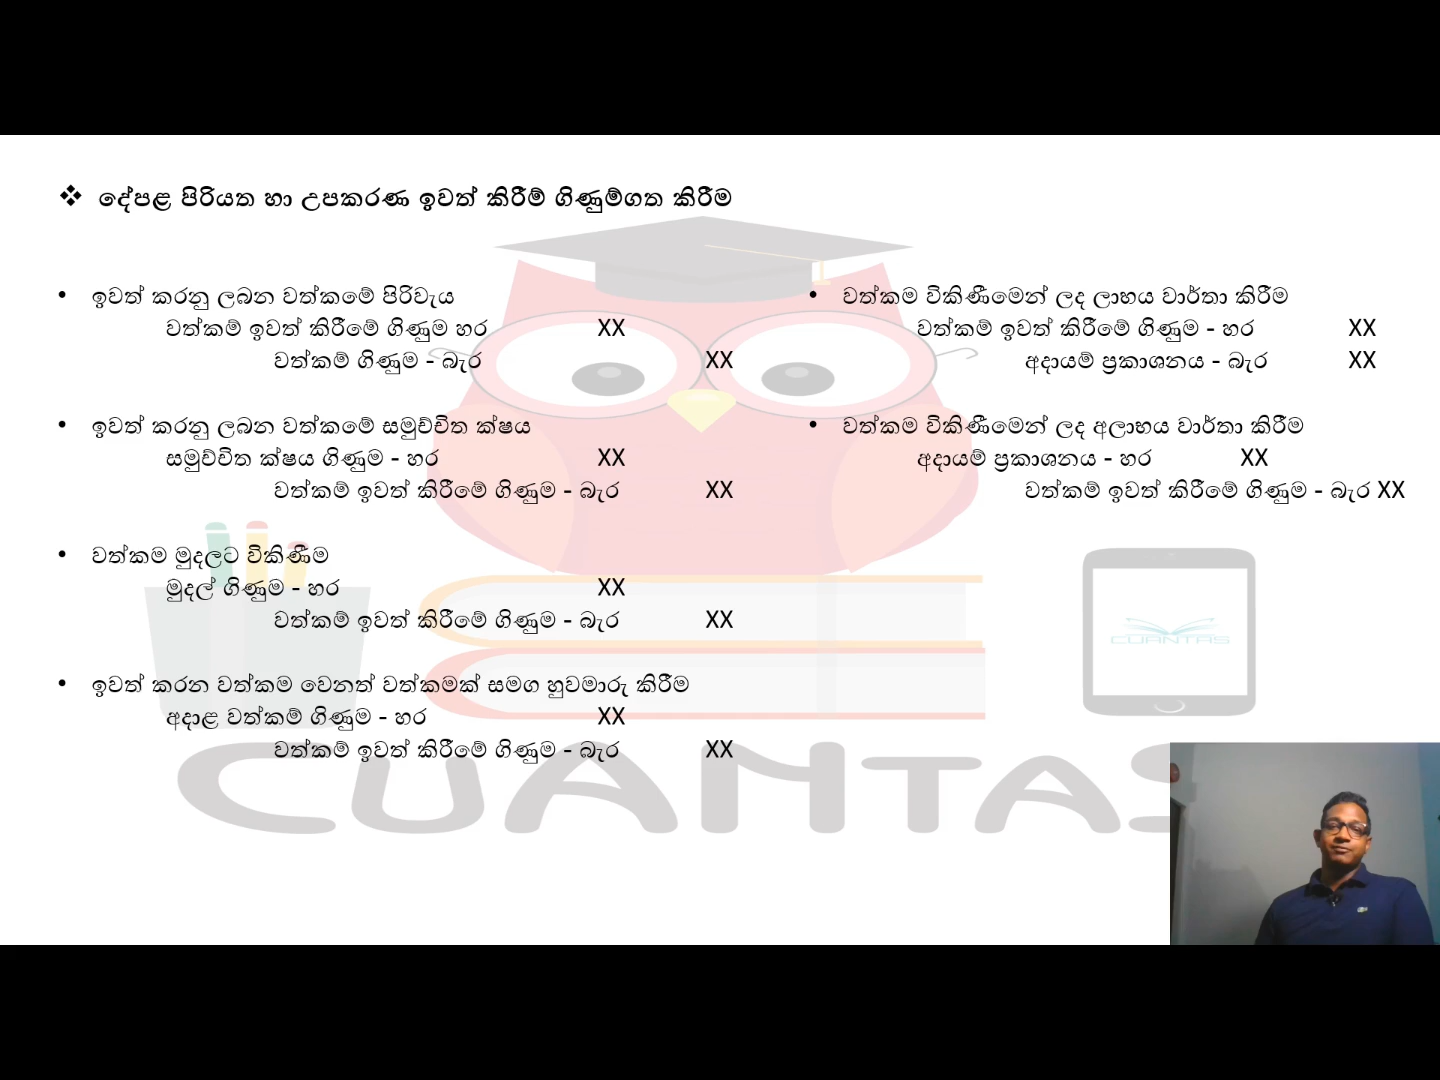 ❖ දේපළ පිරියත හා උපකරණ ඉවත් කිරීම් ගිණුම්ගත කිරීම
• ඉවත් කරනු ලබන වත්කමේ පිරිවැය
වත්කම් ඉවත් කිරීමේ ගිණුම හර XX
වත්කම් ගිණුම - බැර XX
• ඉවත් කරනු ලබන වත්කමේ සමුච්චිත ක්ෂය
සමුච්චිත ක්ෂය ගිණුම - හර XX
වත්කම් ඉවත් කිරීමේ ගිණුම - බැර XX
• වත්කම මුදලට විකිණීම
මුදල් ගිණුම - හර XX
වත්කම් ඉවත් කිරීමේ ගිණුම - බැර XX
• ඉවත් කරන වත්කම වෙනත් වත්කමක් සමග හුවමාරු කිරීම
අදාළ වත්කම් ගිණුම - හර XX
වත්කම් ඉවත් කිරීමේ ගිණුම - බැර XX
• වත්කම විකිණීමෙන් ලද ලාභය වාර්තා කිරීම
වත්කම් ඉවත් කිරීමේ ගිණුම - හර XX
අදායම් ප්‍රකාශනය - බැර XX
• වත්කම විකිණීමෙන් ලද අලාභය වාර්තා කිරීම
අදායම් ප්‍රකාශනය - හර XX
වත්කම් ඉවත් කිරීමේ ගිණුම - බැර XX
CUANTAS
CUANTAS